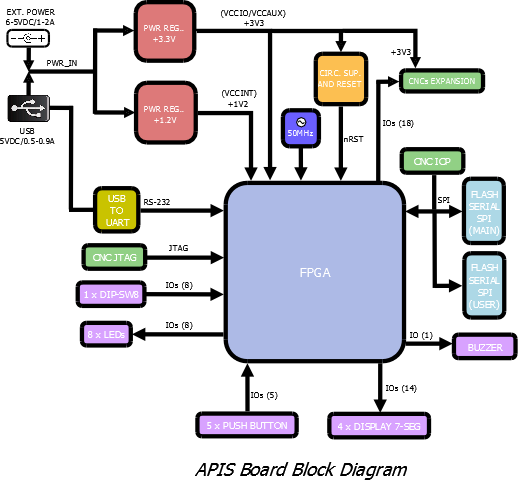 EXT. POWER
6-5VDC/1-2A
PWR_IN
USB
5VDC/0.5-0.9A
PWR REG..
+3.3V
PWR REG..
+1.2V
(VCCIO/VCCAUX)
+3V3
(VCCINT)
+1V2
50MHz
CIRC. SUP.
AND RESET
nRST
+3V3
CNCs EXPANSION
IOs (18)
CNC ICP
SPI
FLASH
SERIAL
SPI
(MAIN)
FLASH
SERIAL
SPI
(USER)
USB
TO
UART
RS-232
CNC JTAG
JTAG
1 x DIP-SW8
IOs (8)
8 x LEDs
IOs (8)
FPGA
IO (1)
BUZZER
IOs (5)
5 x PUSH BUTTON
IOs (14)
4 x DISPLAY 7-SEG
APIS Board Block Diagram